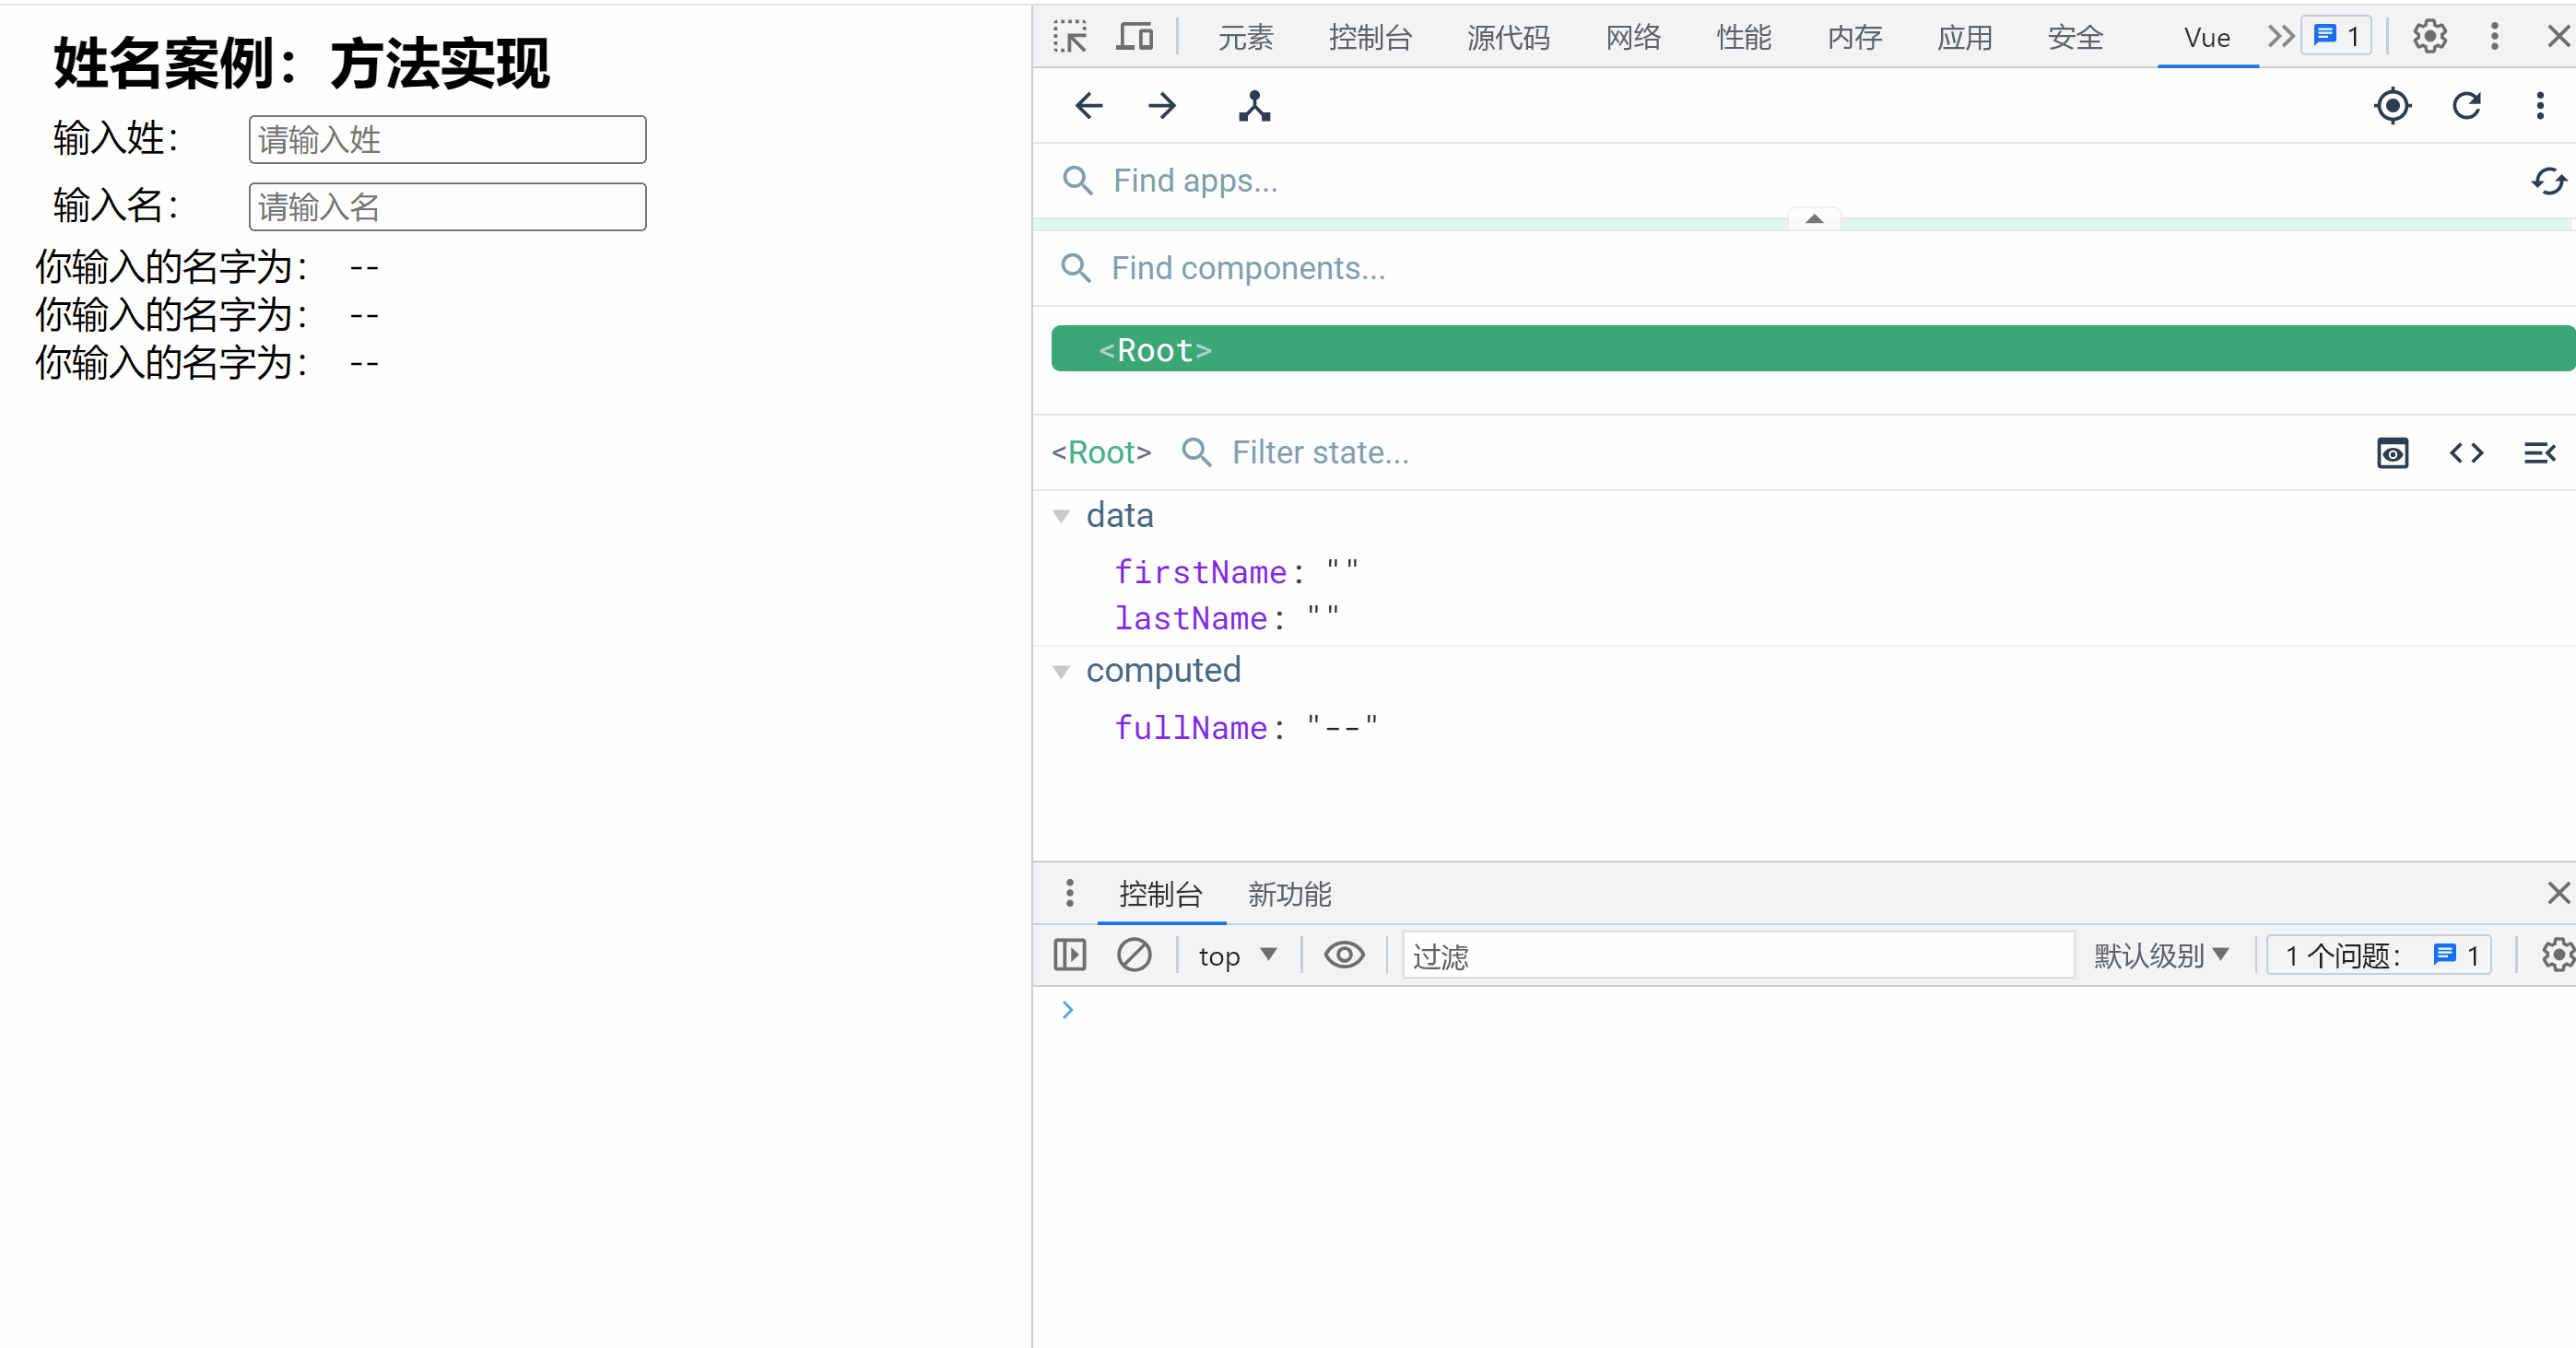 姓名案例：方法实现
输入姓： 请输入姓
输入名： 请输入名
你输入的名字为： --
你输入的名字为： --
你输入的名字为： --
元素 控制台 源代码 网络 性能 内存 应用 安全 Vue 1
Find apps...
Find components...
<Root>
<Root> Filter state...
data
firstName: ""
lastName: ""
computed
fullName: "--"
控制台 新功能
top 过滤 默认级别 1 个问题： 1